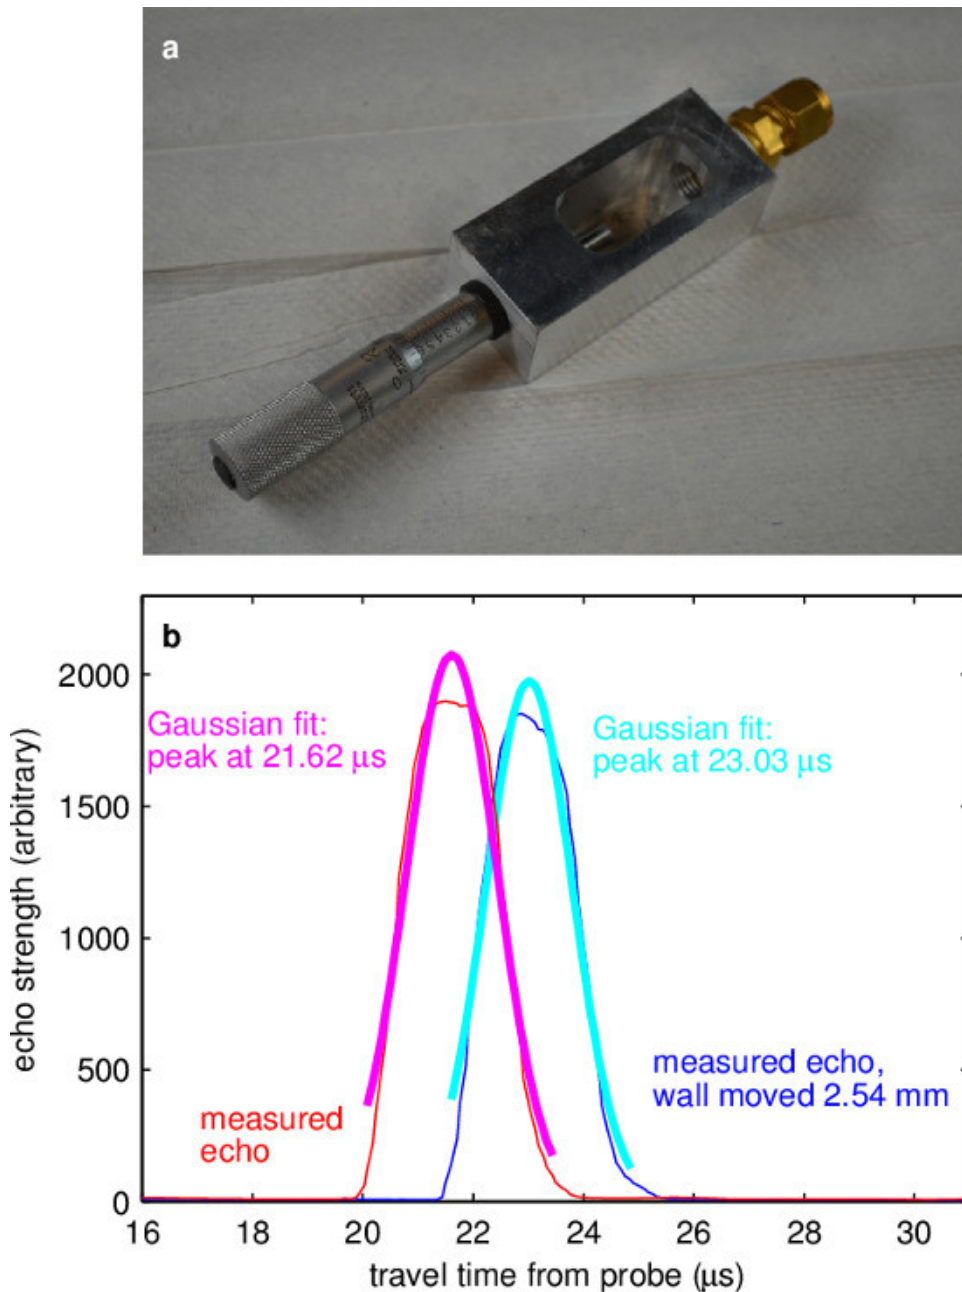 a
b
2000
1500
1000
500
0
Gaussian fit:
peak at 21.62 µs
Gaussian fit:
peak at 23.03 µs
measured echo,
wall moved 2.54 mm
measured
echo
echo strength (arbitrary)
16 18 20 22 24 26 28 30
travel time from probe (µs)